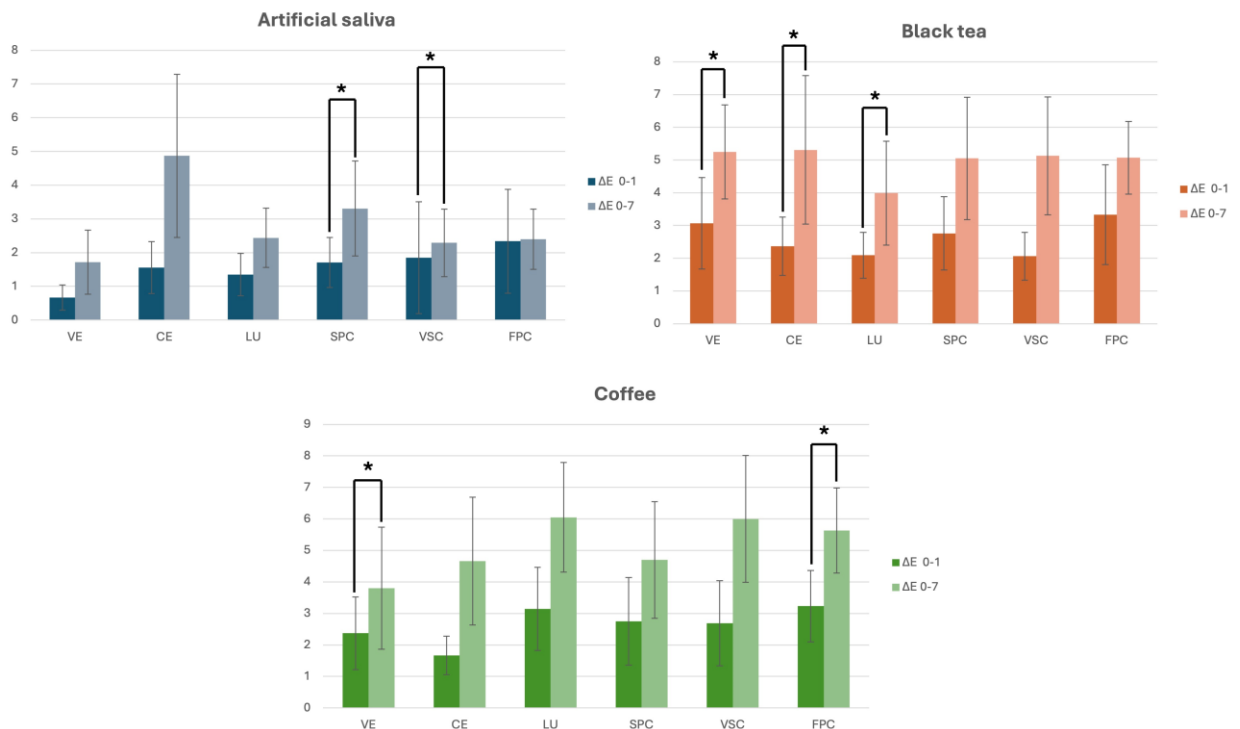 Artificial saliva
8
7
6
5
4
3
2
1
0
*
*
VE CE LU SPC VSC FPC
ΔE 0-1
ΔE 0-7
Black tea
8
7
6
5
4
3
2
1
0
*
*
*
VE CE LU SPC VSC FPC
ΔE 0-1
ΔE 0-7
Coffee
9
8
7
6
5
4
3
2
1
0
*
*
VE CE LU SPC VSC FPC
ΔE 0-1
ΔE 0-7